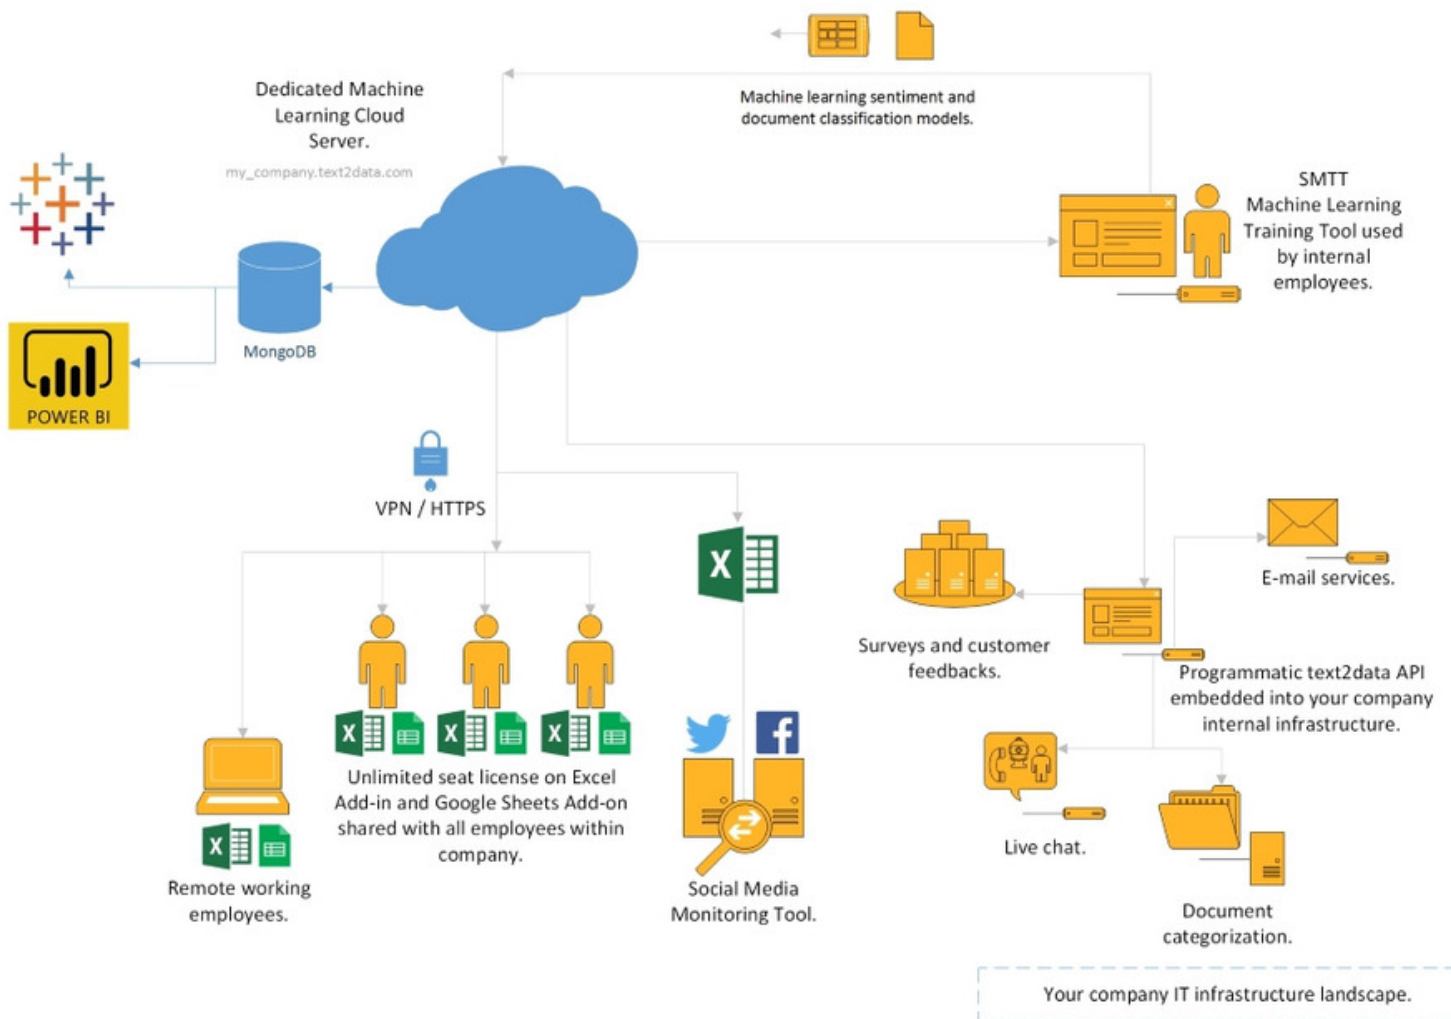 Machine learning sentiment and
document classification models.
Dedicated Machine
Learning Cloud
Server.
my_company.text2data.com
SMTT
Machine Learning
Training Tool used
by internal
employees.
MongoDB
POWER BI
VPN / HTTPS
X
E-mail services.
Surveys and customer
feedbacks.
Programmatic text2data API
embedded into your company
internal infrastructure.
X
X
X
f
Unlimited seat license on Excel
Add-in and Google Sheets Add-on
shared with all employees within
company.
X
Remote working
employees.
Social Media
Monitoring Tool.
Live chat.
Document
categorization.
Your company IT infrastructure landscape.